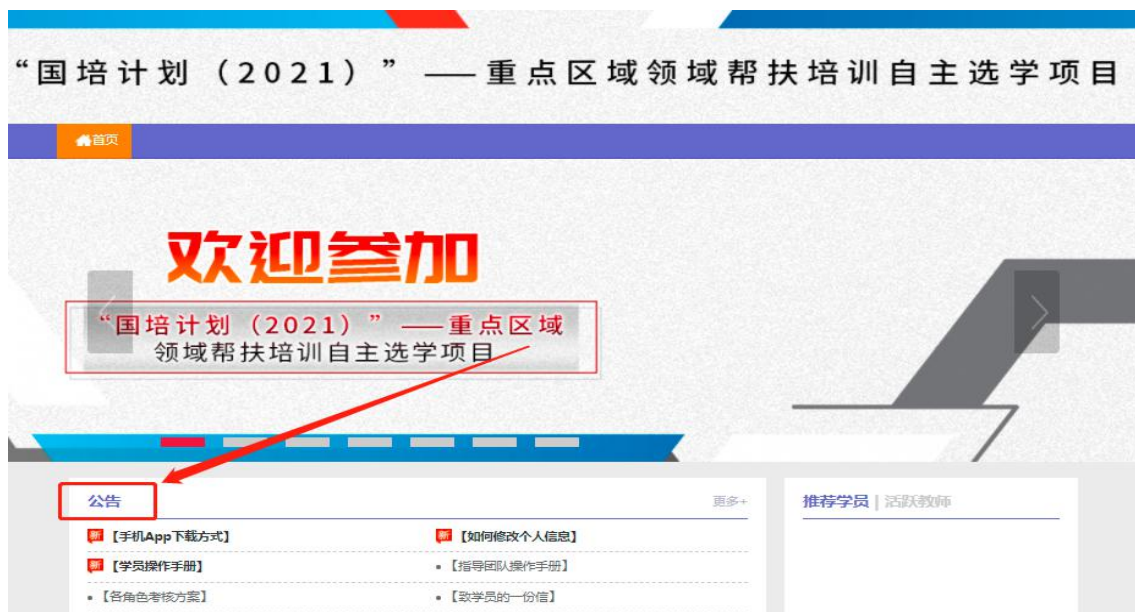 “国培计划（2021）”——重点区域领域帮扶培训自主选学项目
首页
欢迎参加
“国培计划（2021）”——重点区域
领域帮扶培训自主选学项目
公告 更多+
新 【手机App下载方式】 新 【如何修改个人信息】
新 【学员操作手册】 【指导团队操作手册】
【各角色考核方案】 【致学员的一份信】
推荐学员 | 活跃教师